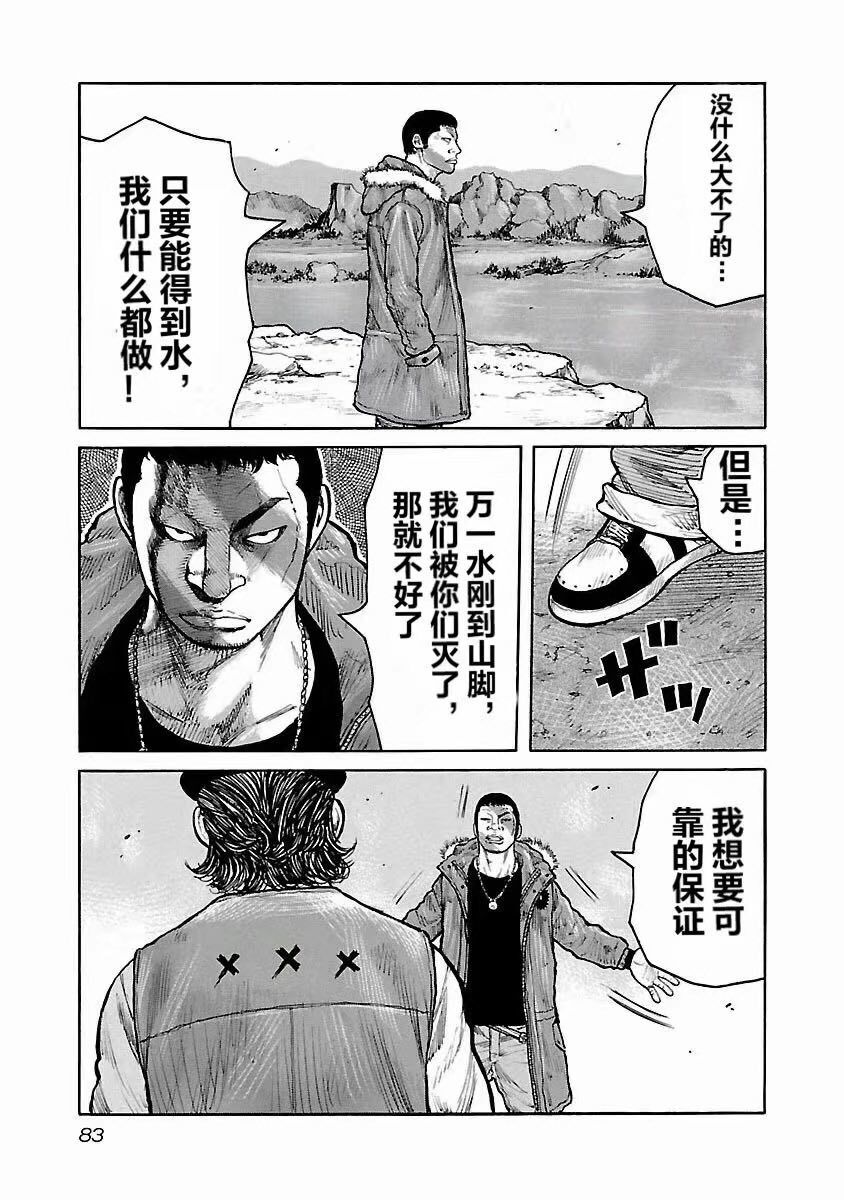 没什么大不了的…
只要能得到水，
我们什么都做！
但是…
ザッ
万一水刚到山脚，
我们被你们灭了，
那就不好了
我想要可
靠的保证
83